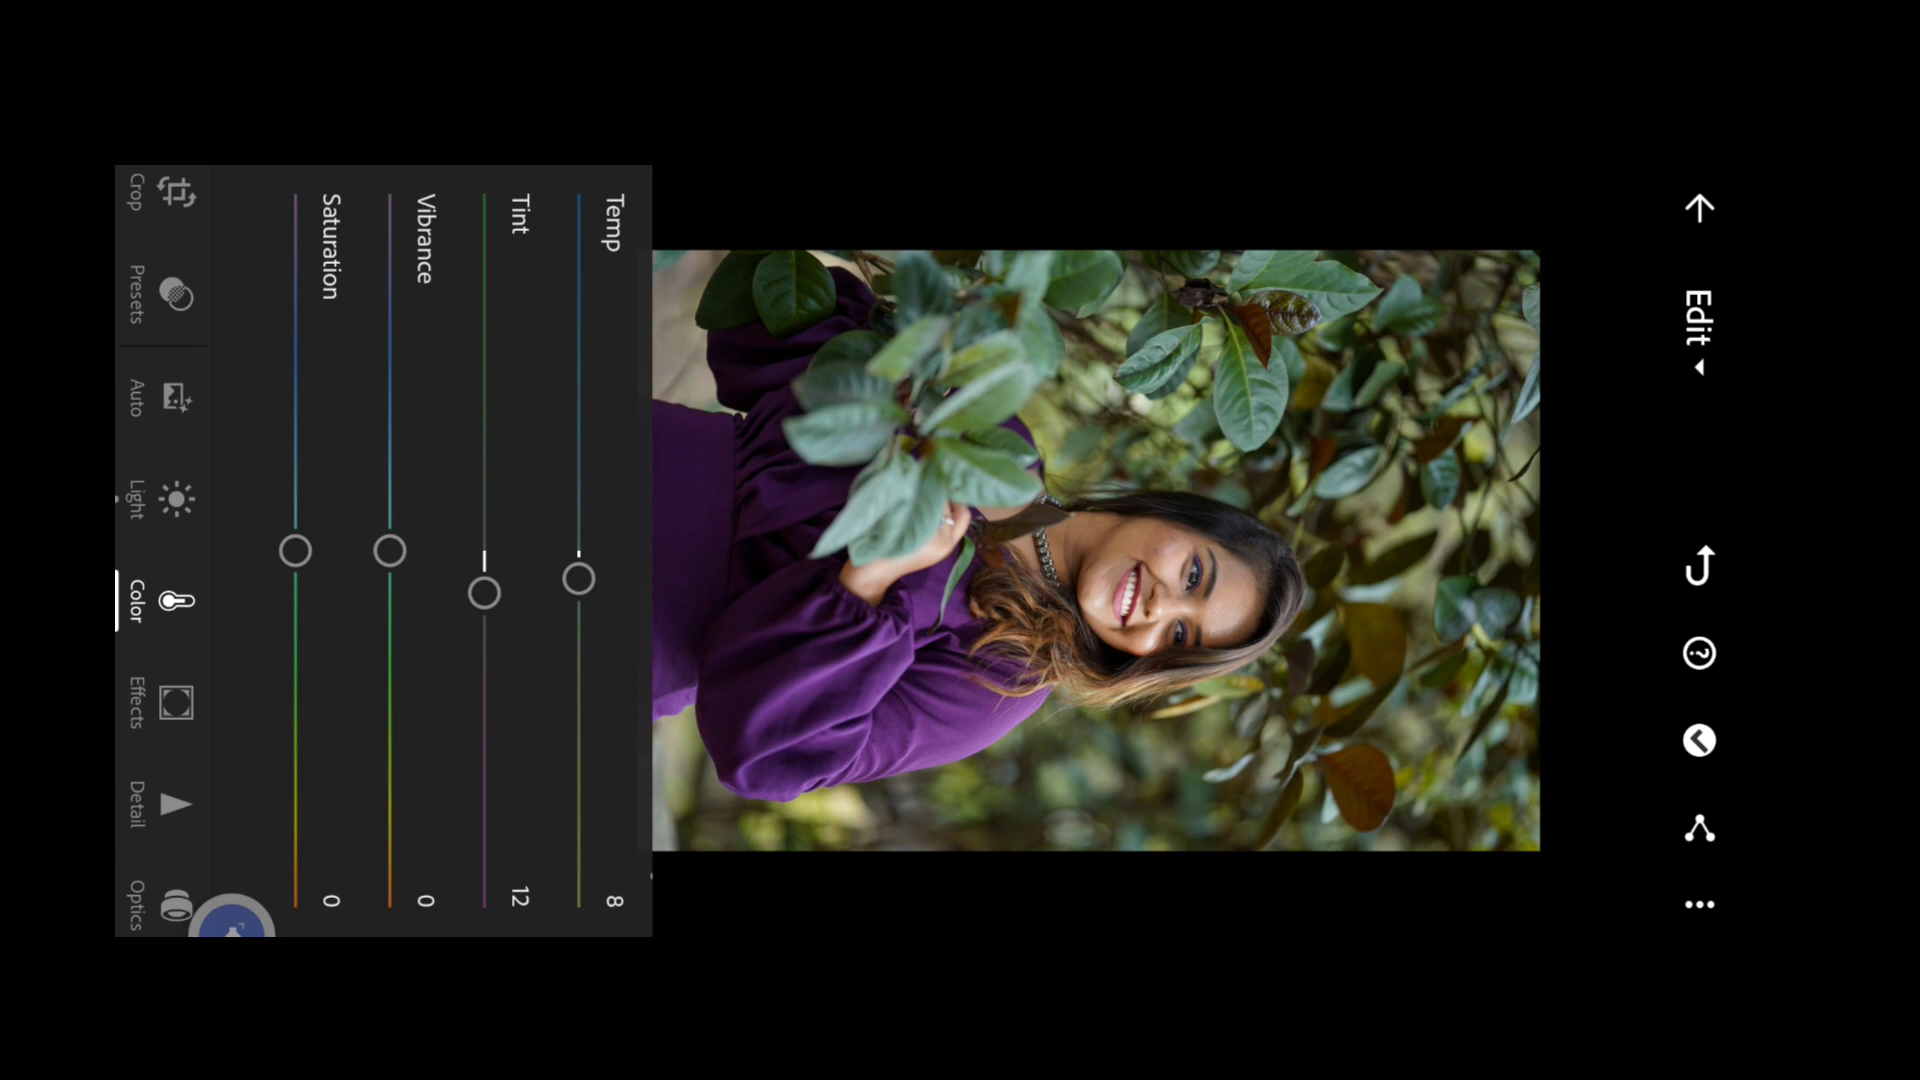 Edit
Temp 8
Tint 12
Vibrance 0
Saturation 0
Crop Presets Auto Light Color Effects Detail Optics